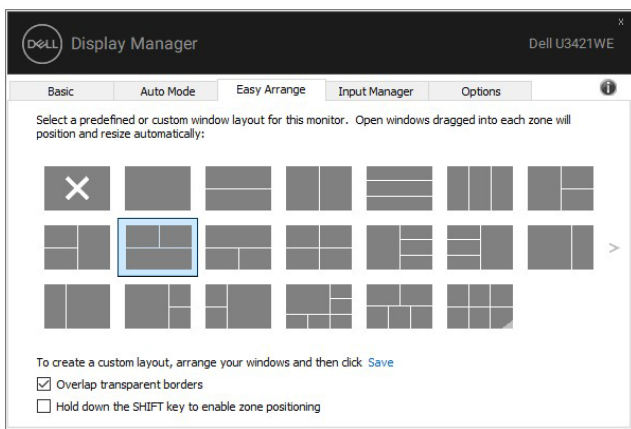 x
DELL Display Manager
Dell U3421WE
Basic Auto Mode Easy Arrange Input Manager Options i
Select a predefined or custom window layout for this monitor. Open windows dragged into each zone will
position and resize automatically:
>
To create a custom layout, arrange your windows and then click Save
Overlap transparent borders
Hold down the SHIFT key to enable zone positioning